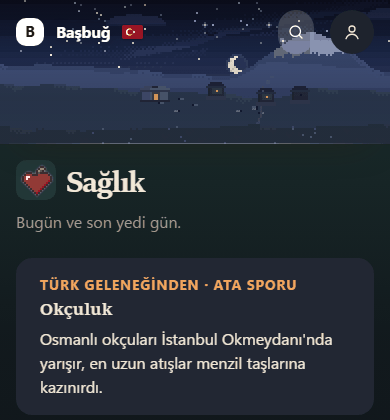 B Başbuğ
Sağlık
Bugün ve son yedi gün.
TÜRK GELENEĞİNDEN · ATA SPORU
Okçuluk
Osmanlı okçuları İstanbul Okmeydanı'nda
yarışır, en uzun atışlar menzil taşlarına
kazınırdı.